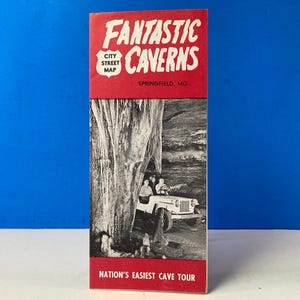 FANTASTIC
CAVERNS
CITY
STREET
MAP
SPRINGFIELD, MO.
NATION'S EASIEST CAVE TOUR